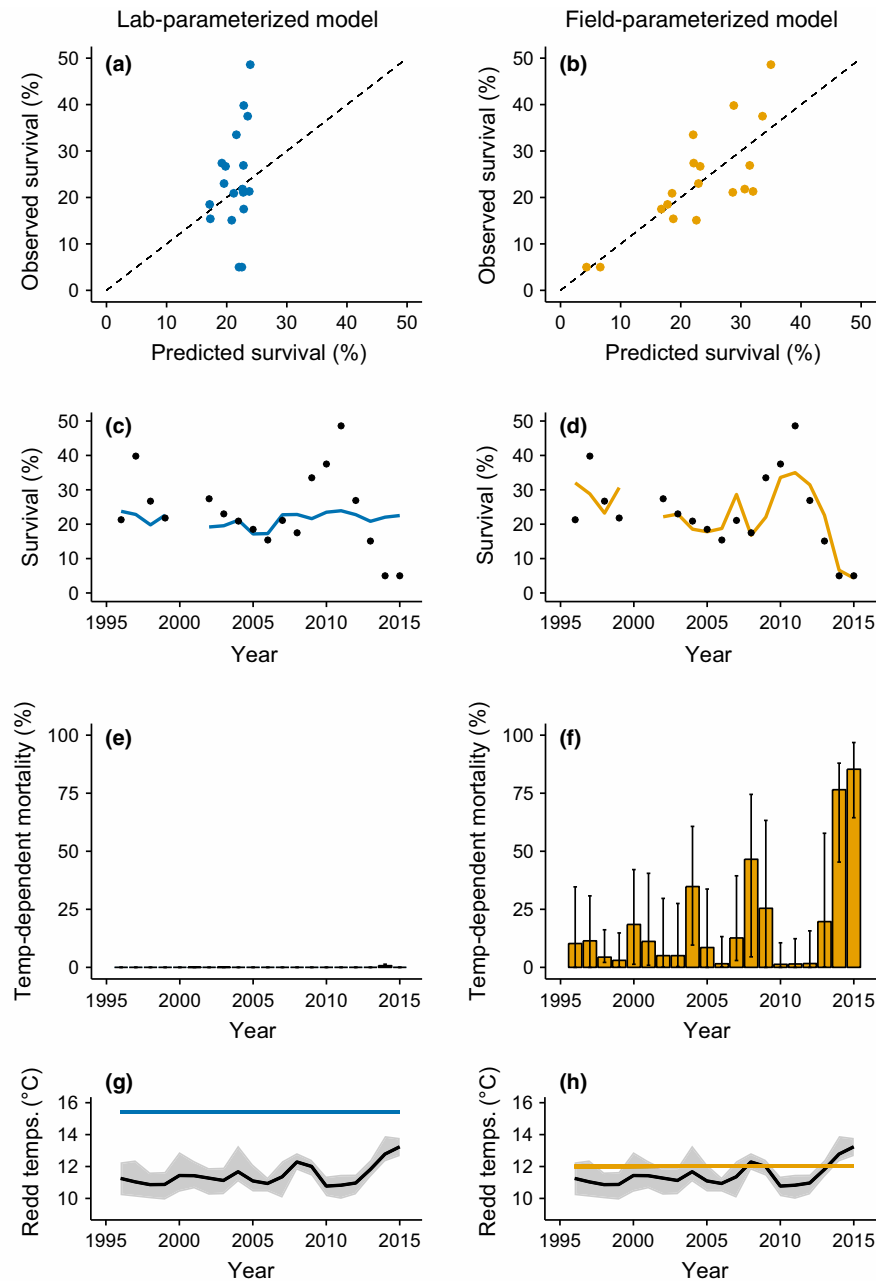 Lab-parameterized model
Field-parameterized model
(a)
Observed survival (%)
50
40
30
20
10
0
0 10 20 30 40 50
Predicted survival (%)
(b)
Observed survival (%)
50
40
30
20
10
0
0 10 20 30 40 50
Predicted survival (%)
(c)
Survival (%)
50
40
30
20
10
0
1995 2000 2005 2010 2015
Year
(d)
Survival (%)
50
40
30
20
10
0
1995 2000 2005 2010 2015
Year
(e)
Temp-dependent mortality (%)
100
75
50
25
0
1995 2000 2005 2010 2015
Year
(f)
Temp-dependent mortality (%)
100
75
50
25
0
1995 2000 2005 2010 2015
Year
(g)
Redd temps. (°C)
16
14
12
10
1995 2000 2005 2010 2015
Year
(h)
Redd temps. (°C)
16
14
12
10
1995 2000 2005 2010 2015
Year